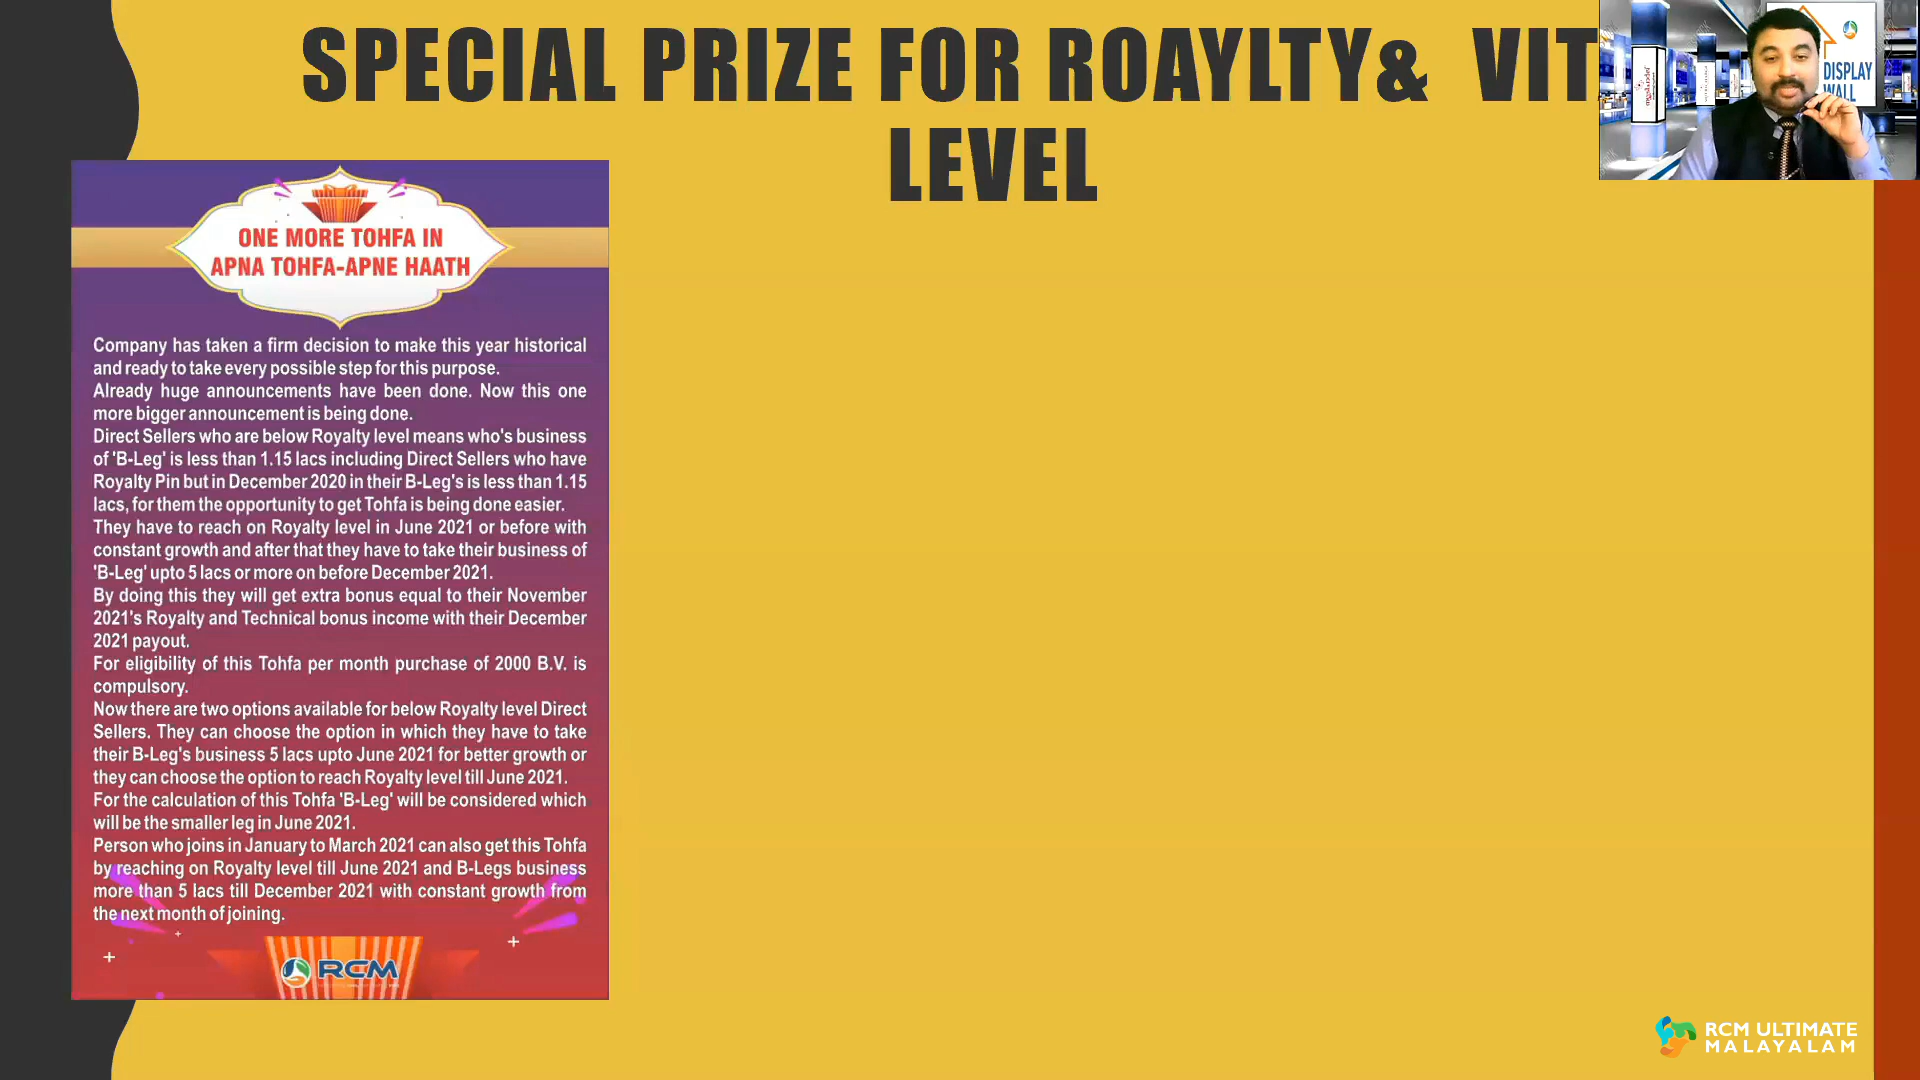 SPECIAL PRIZE FOR ROAYLTY& VIT
LEVEL
DISPLAY
WALL
ONE MORE TOHFA IN
APNA TOHFA-APNE HAATH
Company has taken a firm decision to make this year historical
and ready to take every possible step for this purpose.
Already huge announcements have been done. Now this one
more bigger announcement is being done.
Direct Sellers who are below Royalty level means who's business
of 'B-Leg' is less than 1.15 lacs including Direct Sellers who have
Royalty Pin but in December 2020 in their B-Leg's is less than 1.15
lacs, for them the opportunity to get Tohfa is being done easier.
They have to reach on Royalty level in June 2021 or before with
constant growth and after that they have to take their business of
'B-Leg' upto 5 lacs or more on before December 2021.
By doing this they will get extra bonus equal to their November
2021's Royalty and Technical bonus income with their December
2021 payout.
For eligibility of this Tohfa per month purchase of 2000 B.V. is
compulsory.
Now there are two options available for below Royalty level Direct
Sellers. They can choose the option in which they have to take
their B-Leg's business 5 lacs upto June 2021 for better growth or
they can choose the option to reach Royalty level till June 2021.
For the calculation of this Tohfa 'B-Leg' will be considered which
will be the smaller leg in June 2021.
Person who joins in January to March 2021 can also get this Tohfa
by reaching on Royalty level till June 2021 and B-Legs business
more than 5 lacs till December 2021 with constant growth from
the next month of joining.
RCM
RCM ULTIMATE
MALAYALAM